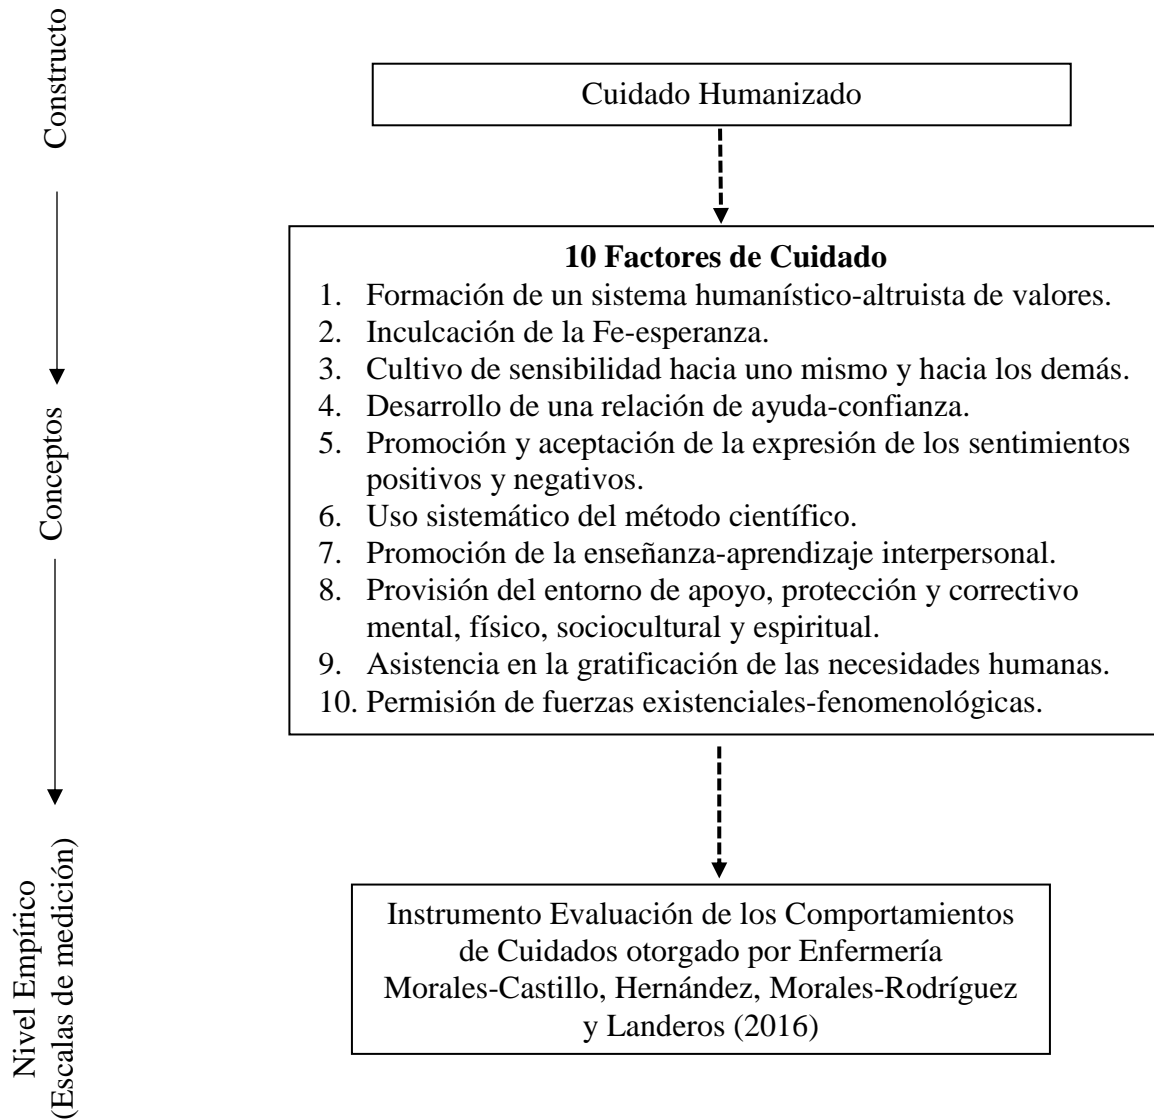 Constructo
Cuidado Humanizado
Conceptos
10 Factores de Cuidado
1. Formación de un sistema humanístico-altruista de valores.
2. Inculcación de la Fe-esperanza.
3. Cultivo de sensibilidad hacia uno mismo y hacia los demás.
4. Desarrollo de una relación de ayuda-confianza.
5. Promoción y aceptación de la expresión de los sentimientos
positivos y negativos.
6. Uso sistemático del método científico.
7. Promoción de la enseñanza-aprendizaje interpersonal.
8. Provisión del entorno de apoyo, protección y correctivo
mental, físico, sociocultural y espiritual.
9. Asistencia en la gratificación de las necesidades humanas.
10. Permisión de fuerzas existenciales-fenomenológicas.
Nivel Empírico
(Escalas de medición)
Instrumento Evaluación de los Comportamientos
de Cuidados otorgado por Enfermería
Morales-Castillo, Hernández, Morales-Rodríguez
y Landeros (2016)